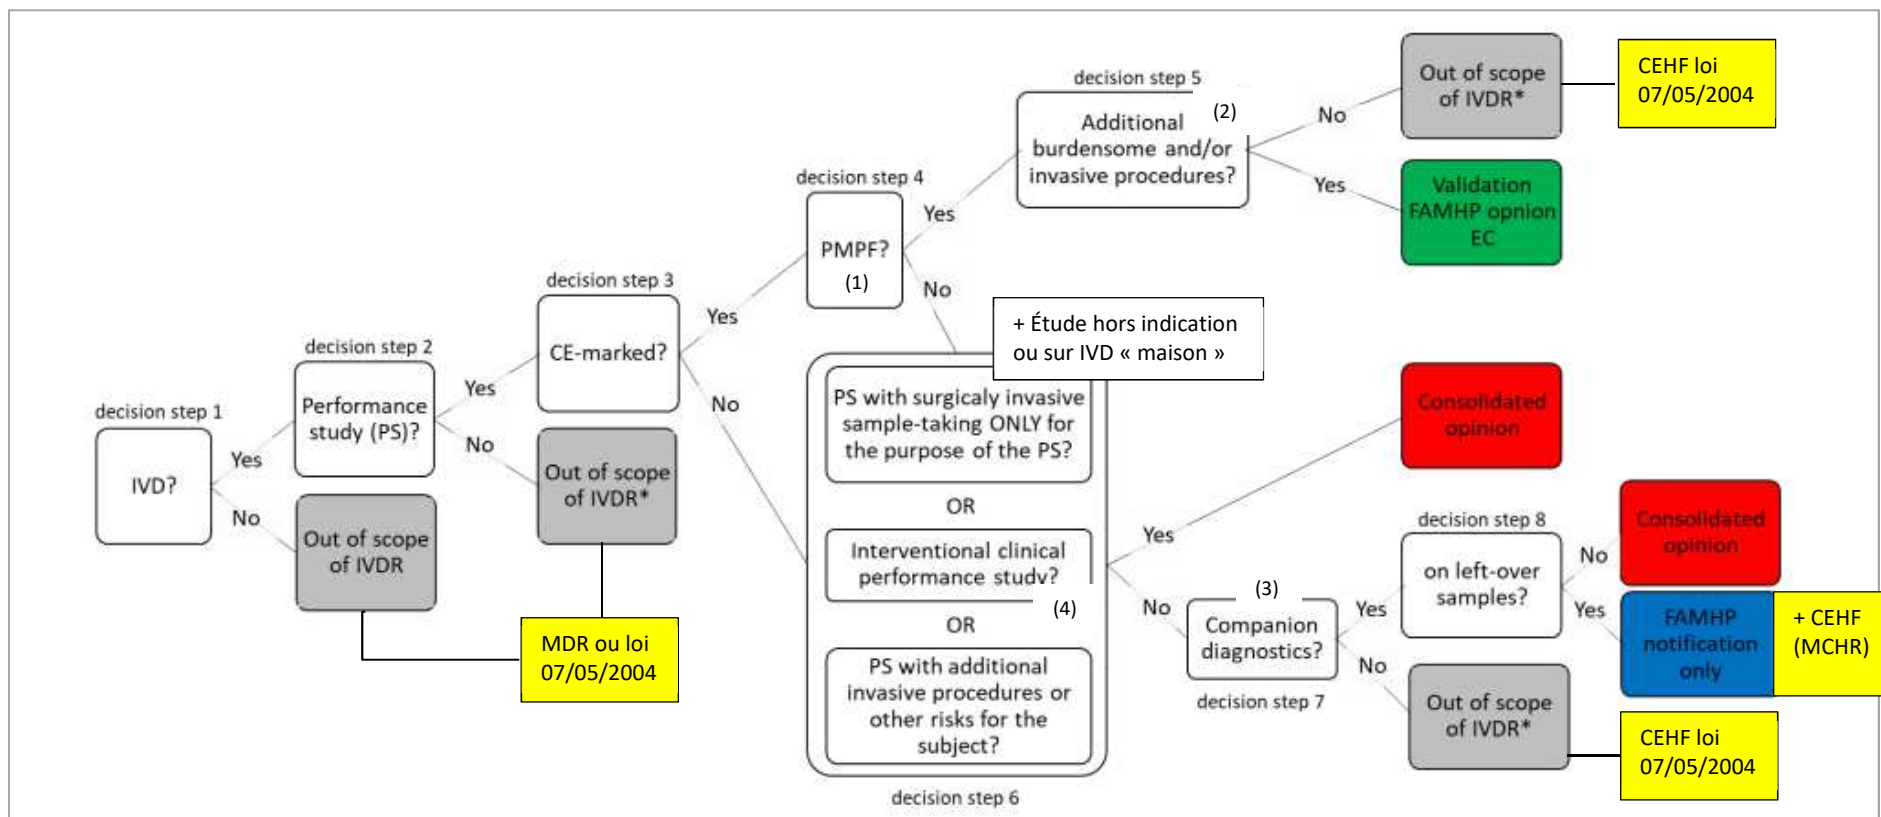 decision step 1
IVD?
Yes
No
decision step 2
Performance
study (PS)?
Out of scope
of IVDR
Yes
No
decision step 3
CE-marked?
Out of scope
of IVDR*
MDR ou loi
07/05/2004
Yes
No
decision step 4
PMPF?
(1)
Yes
No
decision step 5
(2)
Additional
burdensome and/or
invasive procedures?
No
Yes
Out of scope
of IVDR*
CEHF loi
07/05/2004
Validation
FAMHP opnion
EC
+ Étude hors indication
ou sur IVD « maison »
PS with surgicaly invasive
sample-taking ONLY for
the purpose of the PS?
OR
Interventional clinical
performance study?
(4)
OR
PS with additional
invasive procedures or
other risks for the
subject?
decision step 6
Yes
No
Consolidated
opinion
(3)
Companion
diagnostics?
decision step 7
Yes
No
decision step 8
on left-over
samples?
No
Yes
Consolidated
opinion
FAMHP
notification
only
+ CEHF
(MCHR)
Out of scope
of IVDR*
CEHF loi
07/05/2004